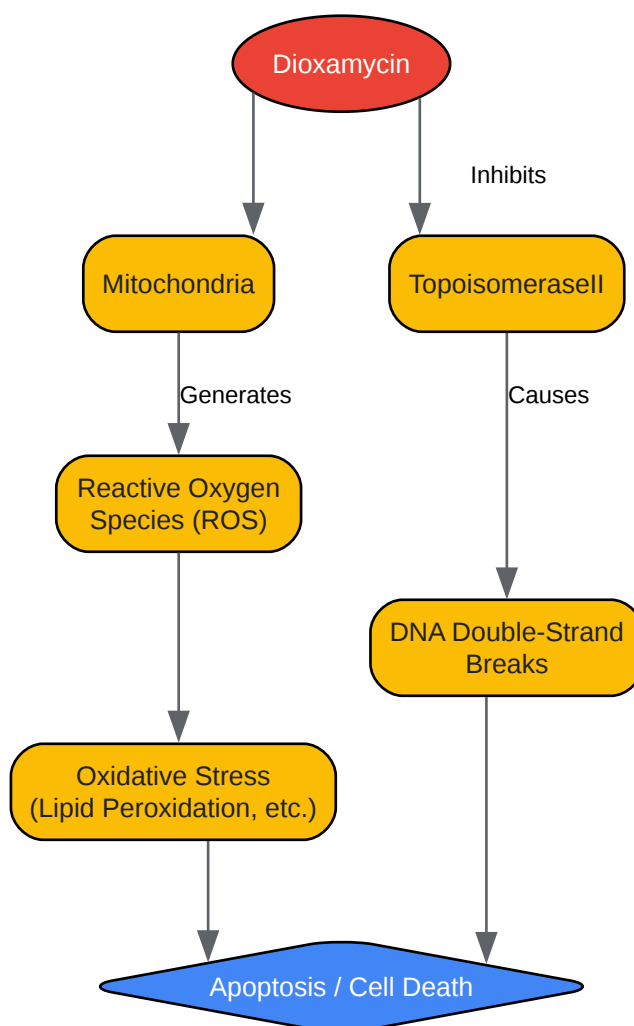 Dioxamycin
Inhibits
Mitochondria
TopoisomeraseII
Generates
Causes
Reactive Oxygen
Species (ROS)
DNA Double-Strand
Breaks
Oxidative Stress
(Lipid Peroxidation, etc.)
Apoptosis / Cell Death